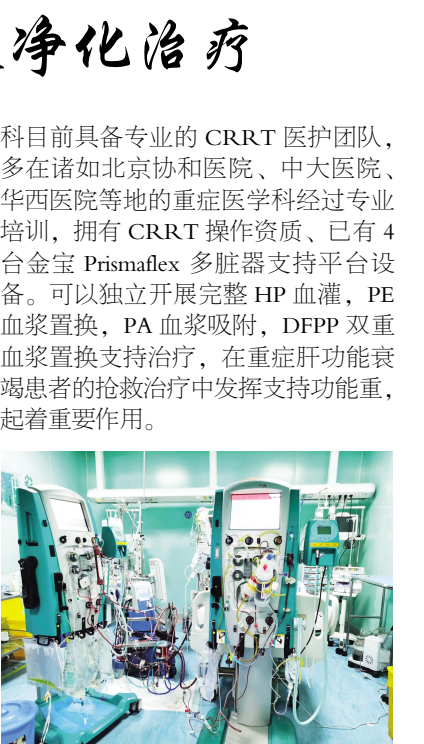 净化治疗
科目前具备专业的 CRRT 医护团队，
多在诸如北京协和医院、中大医院、
华西医院等地的重症医学科经过专业
培训，拥有 CRRT 操作资质、已有 4
台金宝 Prismaflex 多脏器支持平台设
备。可以独立开展完整 HP 血灌，PE
血浆置换，PA 血浆吸附，DFPP 双重
血浆置换支持治疗，在重症肝功能衰
竭患者的抢救治疗中发挥支持功能重，
起着重要作用。